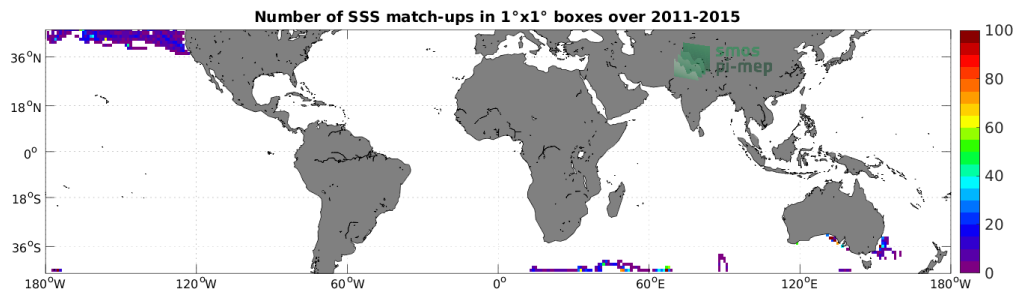 Number of SSS match-ups in 1°x1° boxes over 2011-2015
smos
pi-mep
36°N
18°N
0°
18°S
36°S
180°W
120°W
60°W
0°
60°E
120°E
180°W
100
80
60
40
20
0